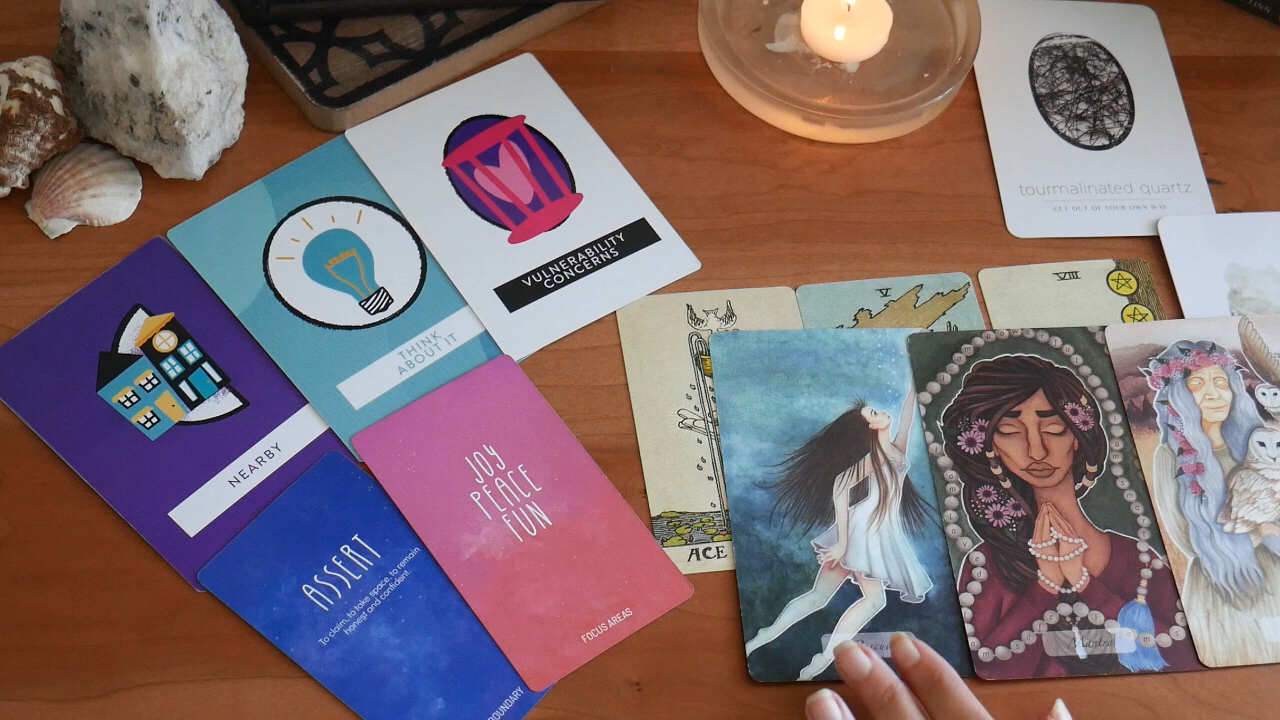 VULNERABILITY
CONCERNS
THINK
ABOUT IT
NEARBY
JOY
PEACE
FUN
FOCUS AREAS
ASSERT
To claim, to take space, to remain
honest and confident.
BOUNDARY
ACE
V
VIII
tourmalinated quartz
GET OUT OF YOUR OWN WAY